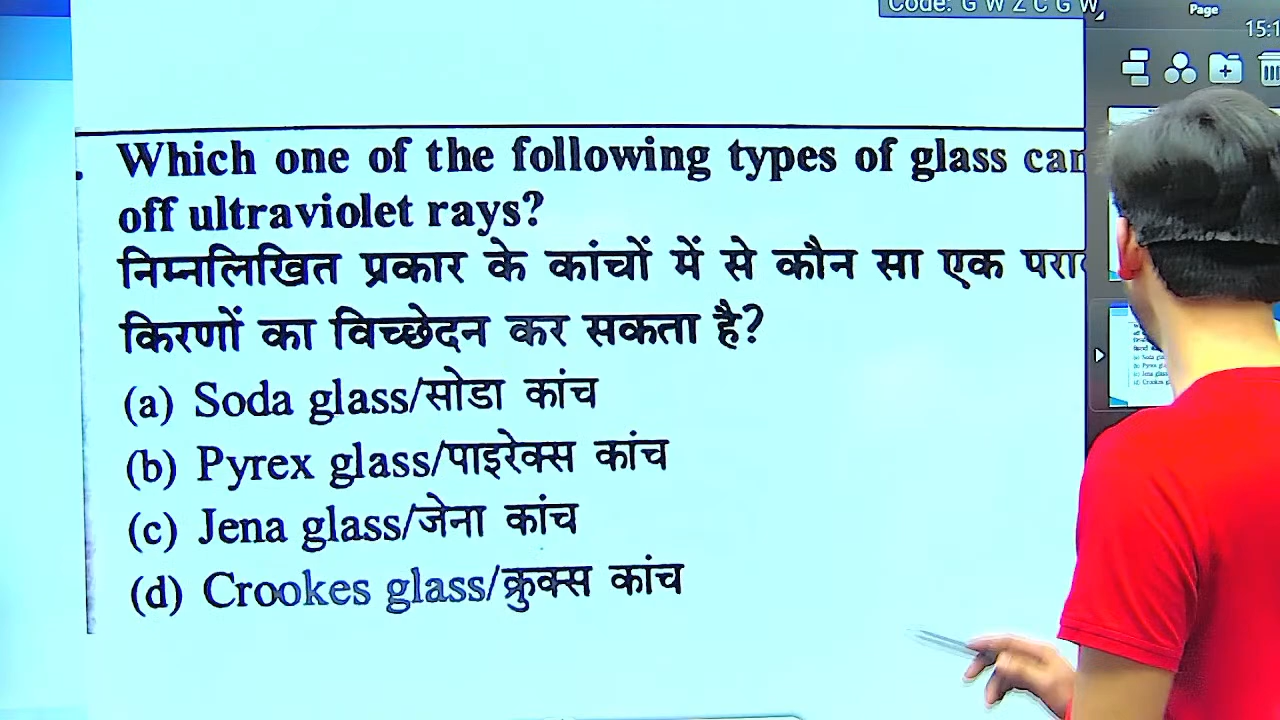 Code: G W Z C G W
Page
15:1
Which one of the following types of glass can
off ultraviolet rays?
निम्नलिखित प्रकार के कांचों में से कौन सा एक
किरणों का विच्छेदन कर सकता है?
(a) Soda glass/सोडा कांच
(b) Pyrex glass/पाइरेक्स कांच
(c) Jena glass/जेना कांच
(d) Crookes glass/क्रुक्स कांच